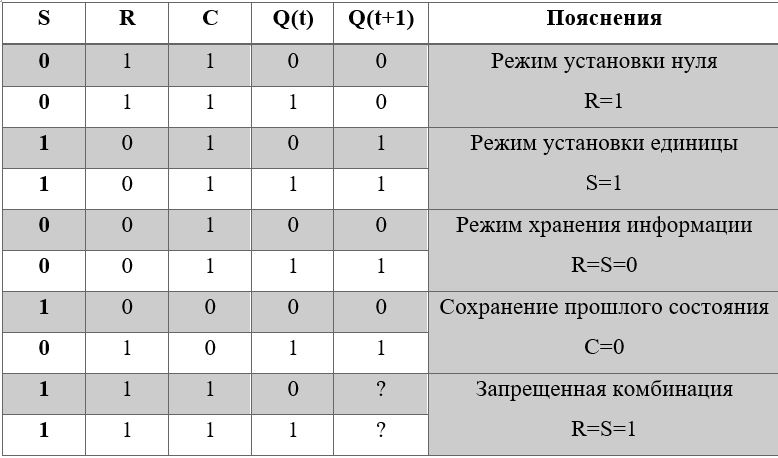 S R C Q(t) Q(t+1) Пояснения
0 1 1 0 0 Режим установки нуля
0 1 1 1 0 R=1
1 0 1 0 1 Режим установки единицы
1 0 1 1 1 S=1
0 0 1 0 0 Режим хранения информации
0 0 1 1 1 R=S=0
1 0 0 0 0 Сохранение прошлого состояния
0 1 0 1 1 C=0
1 1 1 0 ? Запрещенная комбинация
1 1 1 1 ? R=S=1